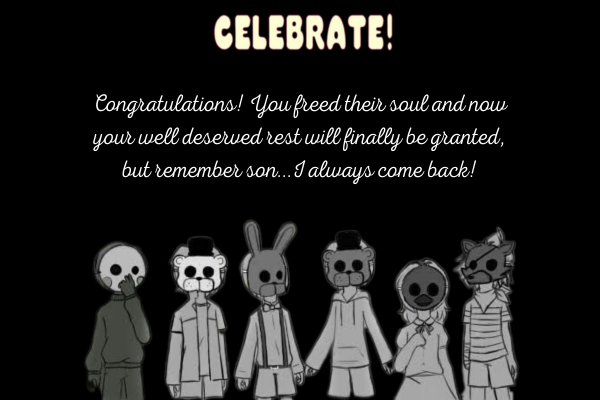 CELEBRATE!
Congratulations! You freed their soul and now
your well deserved rest will finally be granted,
but remember son...I always come back!